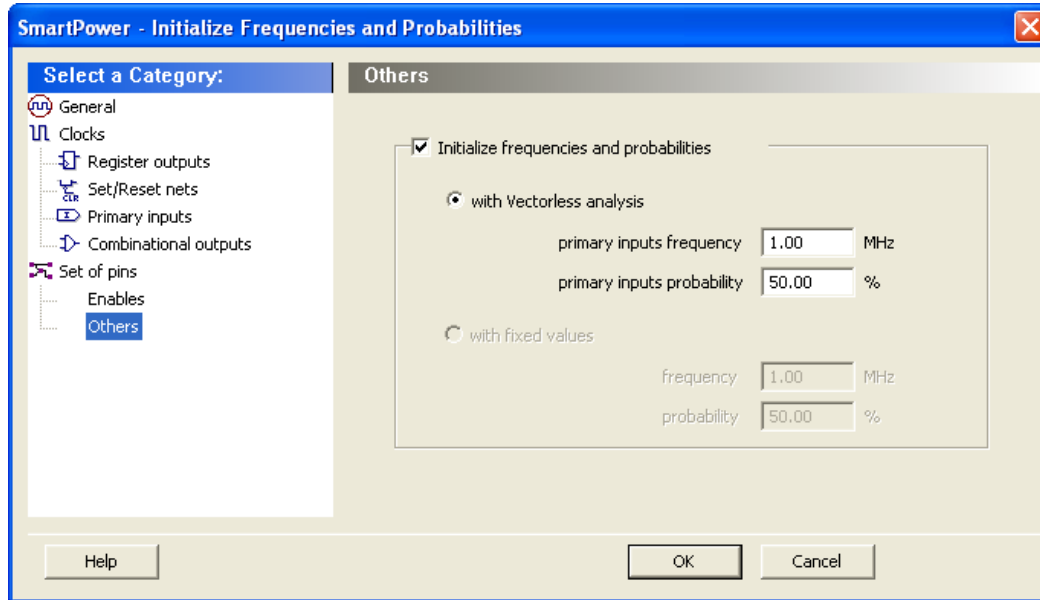 SmartPower - Initialize Frequencies and Probabilities
Select a Category:
General
Clocks
Register outputs
CLR
Set/Reset nets
Primary inputs
Combinational outputs
Set of pins
Enables
Others
Others
Initialize frequencies and probabilities
with Vectorless analysis
primary inputs frequency 1.00 MHz
primary inputs probability 50.00 %
with fixed values
frequency 1.00 MHz
probability 50.00 %
Help
OK
Cancel